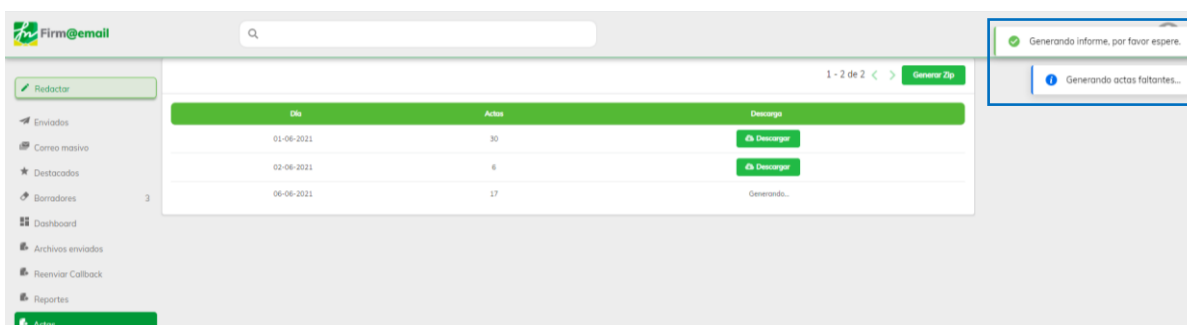 Firm@email
Generando informe, por favor espere.
Generando actas faltantes...
1 - 2 de 2 < > Generar Zip
Redactar
Enviados
Correo masivo
Destacados
Borradores 3
Dashboard
Archivos enviados
Reenviar Callback
Reportes
Actas
Día Actas Descarga
01-06-2021 30 Descargar
02-06-2021 6 Descargar
06-06-2021 17 Generando...